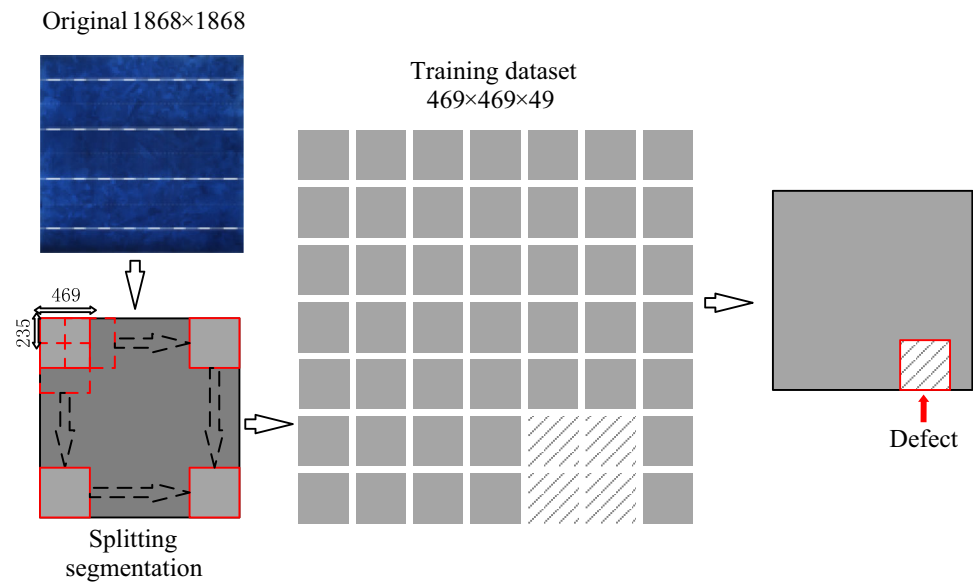 Original 1868×1868
Training dataset
469×469×49
469
235
Splitting
segmentation
Defect